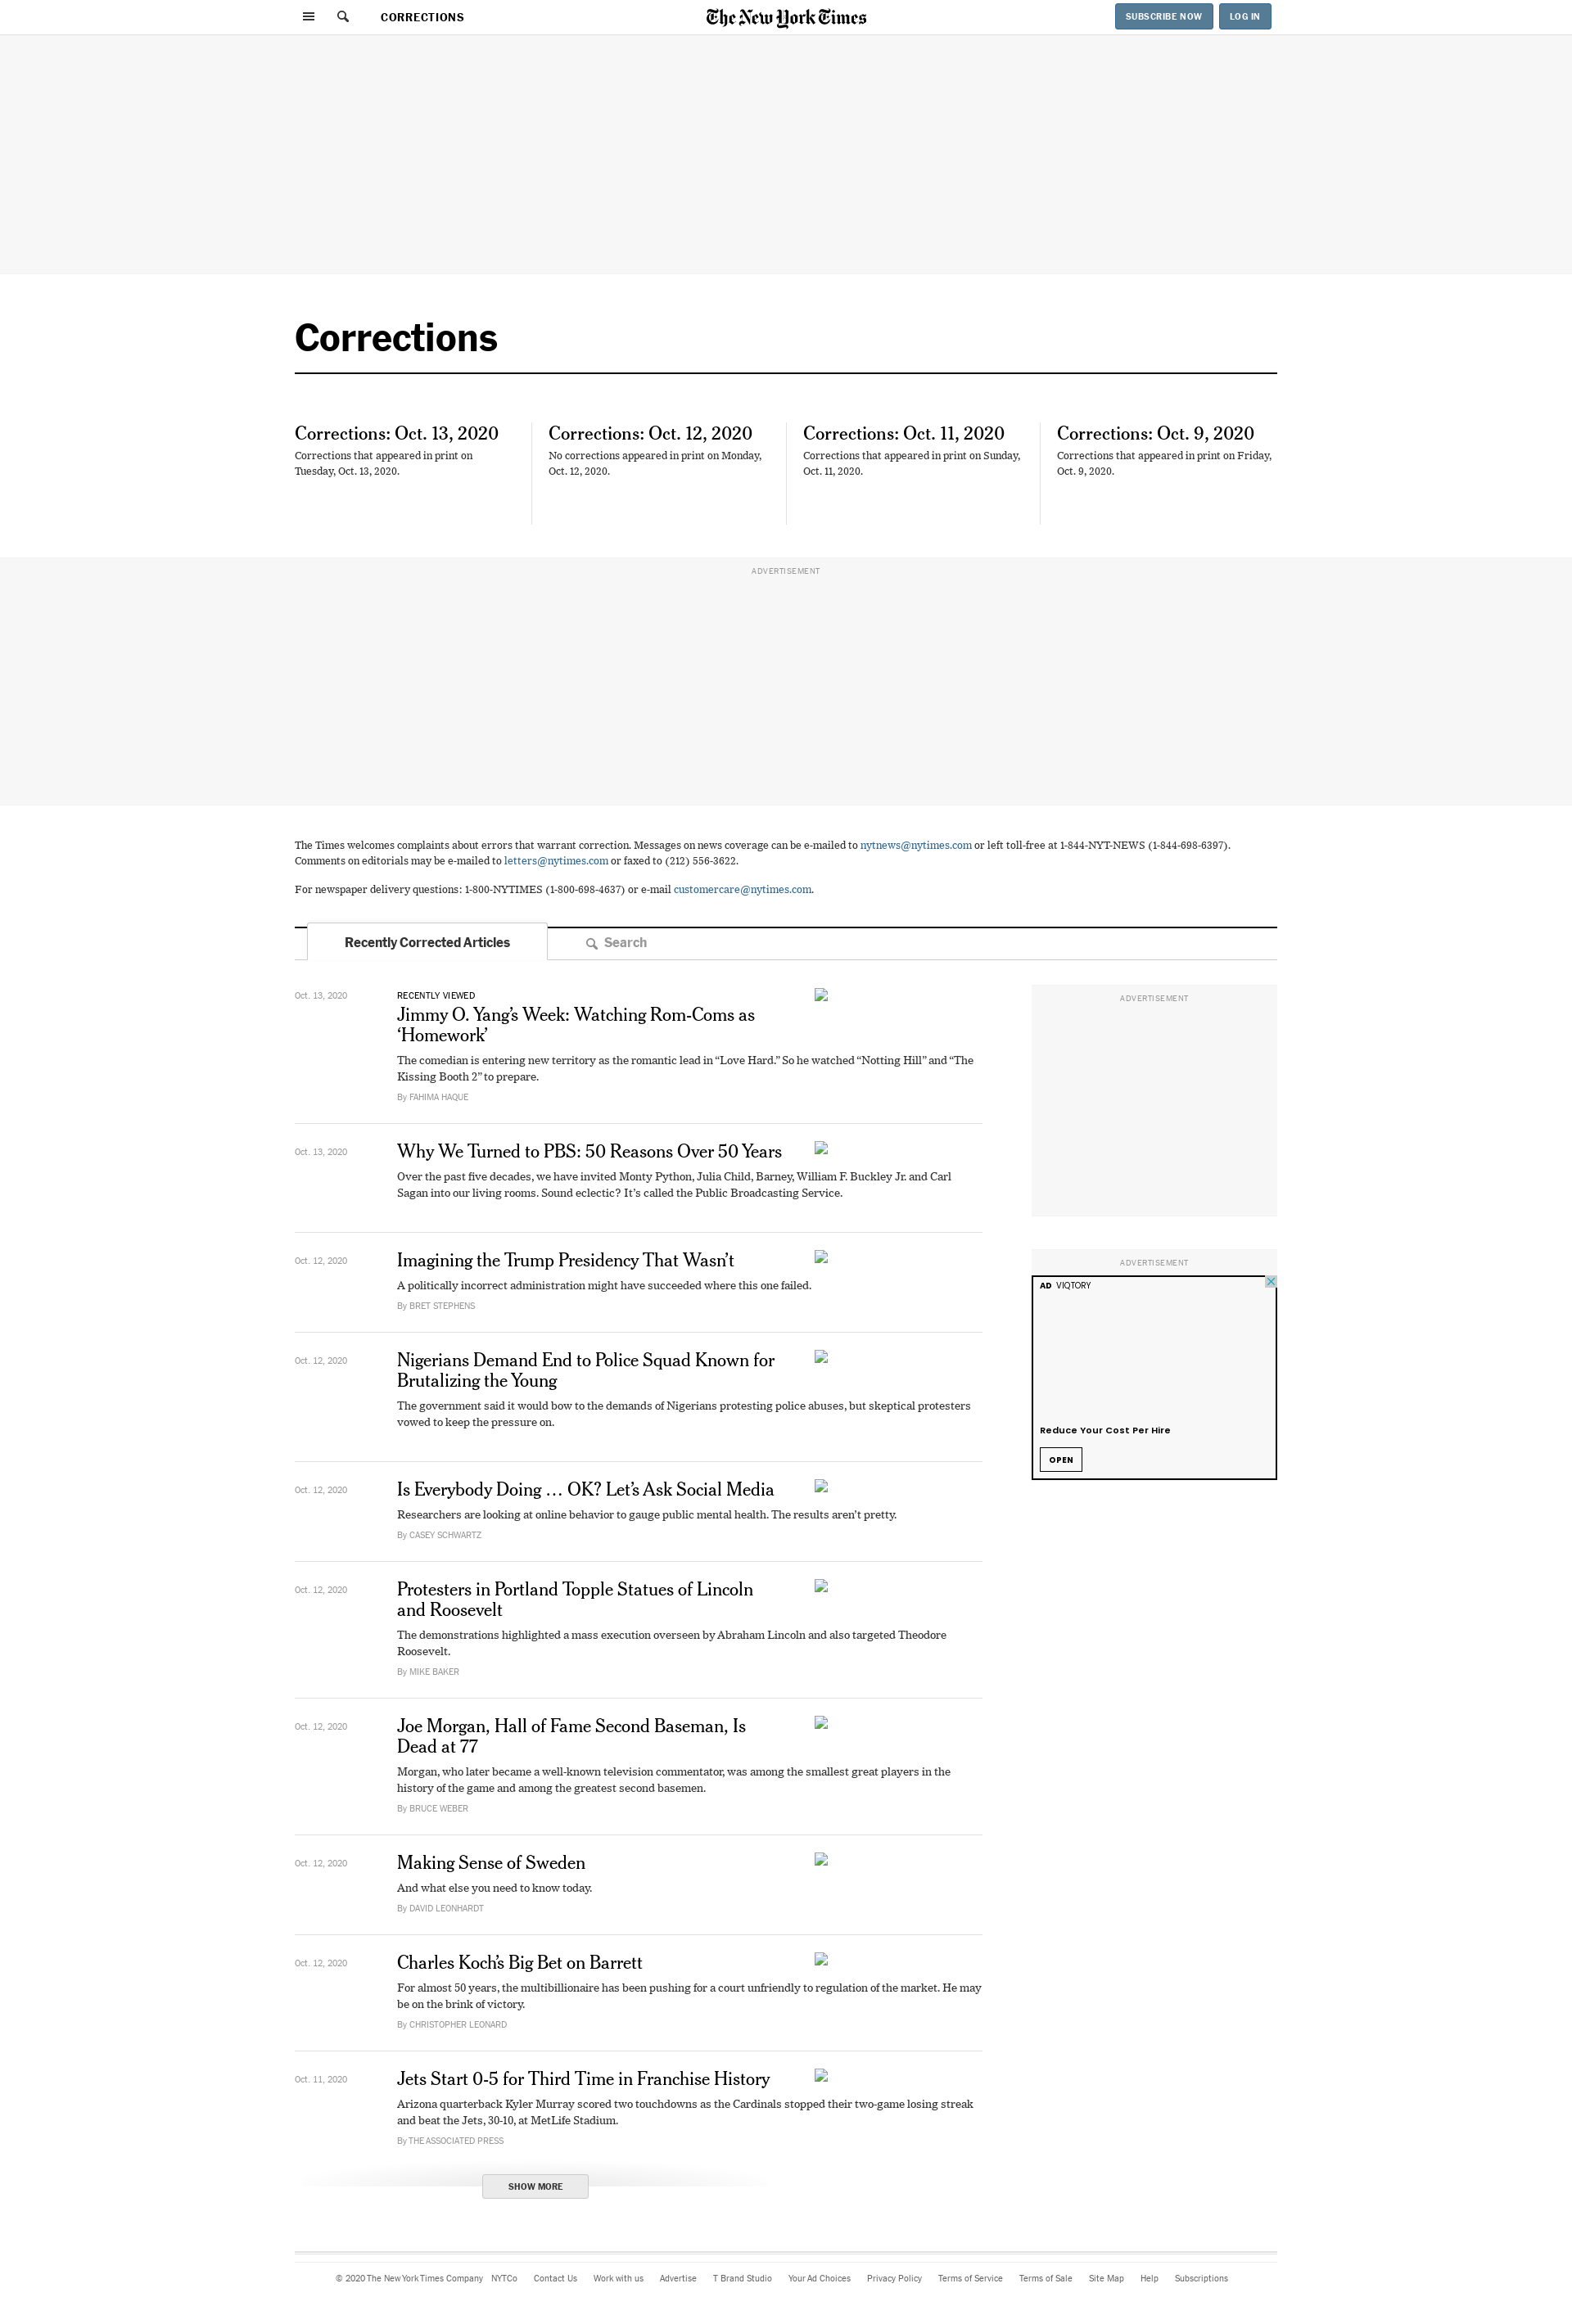 CORRECTIONS
The New York Times
SUBSCRIBE NOW
LOG IN
Corrections
Corrections: Oct. 13, 2020
Corrections that appeared in print on
Tuesday, Oct. 13, 2020.
Corrections: Oct. 12, 2020
No corrections appeared in print on Monday,
Oct. 12, 2020.
Corrections: Oct. 11, 2020
Corrections that appeared in print on Sunday,
Oct. 11, 2020.
Corrections: Oct. 9, 2020
Corrections that appeared in print on Friday,
Oct. 9, 2020.
ADVERTISEMENT
The Times welcomes complaints about errors that warrant correction. Messages on news coverage can be e-mailed to nytnews@nytimes.com or left toll-free at 1-844-NYT-NEWS (1-844-698-6397).
Comments on editorials may be e-mailed to letters@nytimes.com or faxed to (212) 556-3622.
For newspaper delivery questions: 1-800-NYTIMES (1-800-698-4637) or e-mail customercare@nytimes.com.
Recently Corrected Articles
Search
Oct. 13, 2020
RECENTLY VIEWED
Jimmy O. Yang’s Week: Watching Rom-Coms as
‘Homework’
The comedian is entering new territory as the romantic lead in “Love Hard.” So he watched “Notting Hill” and “The
Kissing Booth 2” to prepare.
By FAHIMA HAQUE
Oct. 13, 2020
Why We Turned to PBS: 50 Reasons Over 50 Years
Over the past five decades, we have invited Monty Python, Julia Child, Barney, William F. Buckley Jr. and Carl
Sagan into our living rooms. Sound eclectic? It’s called the Public Broadcasting Service.
Oct. 12, 2020
Imagining the Trump Presidency That Wasn’t
A politically incorrect administration might have succeeded where this one failed.
By BRET STEPHENS
Oct. 12, 2020
Nigerians Demand End to Police Squad Known for
Brutalizing the Young
The government said it would bow to the demands of Nigerians protesting police abuses, but skeptical protesters
vowed to keep the pressure on.
Oct. 12, 2020
Is Everybody Doing … OK? Let’s Ask Social Media
Researchers are looking at online behavior to gauge public mental health. The results aren’t pretty.
By CASEY SCHWARTZ
Oct. 12, 2020
Protesters in Portland Topple Statues of Lincoln
and Roosevelt
The demonstrations highlighted a mass execution overseen by Abraham Lincoln and also targeted Theodore
Roosevelt.
By MIKE BAKER
Oct. 12, 2020
Joe Morgan, Hall of Fame Second Baseman, Is
Dead at 77
Morgan, who later became a well-known television commentator, was among the smallest great players in the
history of the game and among the greatest second basemen.
By BRUCE WEBER
Oct. 12, 2020
Making Sense of Sweden
And what else you need to know today.
By DAVID LEONHARDT
Oct. 12, 2020
Charles Koch’s Big Bet on Barrett
For almost 50 years, the multibillionaire has been pushing for a court unfriendly to regulation of the market. He may
be on the brink of victory.
By CHRISTOPHER LEONARD
Oct. 11, 2020
Jets Start 0-5 for Third Time in Franchise History
Arizona quarterback Kyler Murray scored two touchdowns as the Cardinals stopped their two-game losing streak
and beat the Jets, 30-10, at MetLife Stadium.
By THE ASSOCIATED PRESS
SHOW MORE
ADVERTISEMENT
ADVERTISEMENT
AD VIQTORY
Reduce Your Cost Per Hire
OPEN
© 2020 The New York Times Company NYTCo Contact Us Work with us Advertise T Brand Studio Your Ad Choices Privacy Policy Terms of Service Terms of Sale Site Map Help Subscriptions